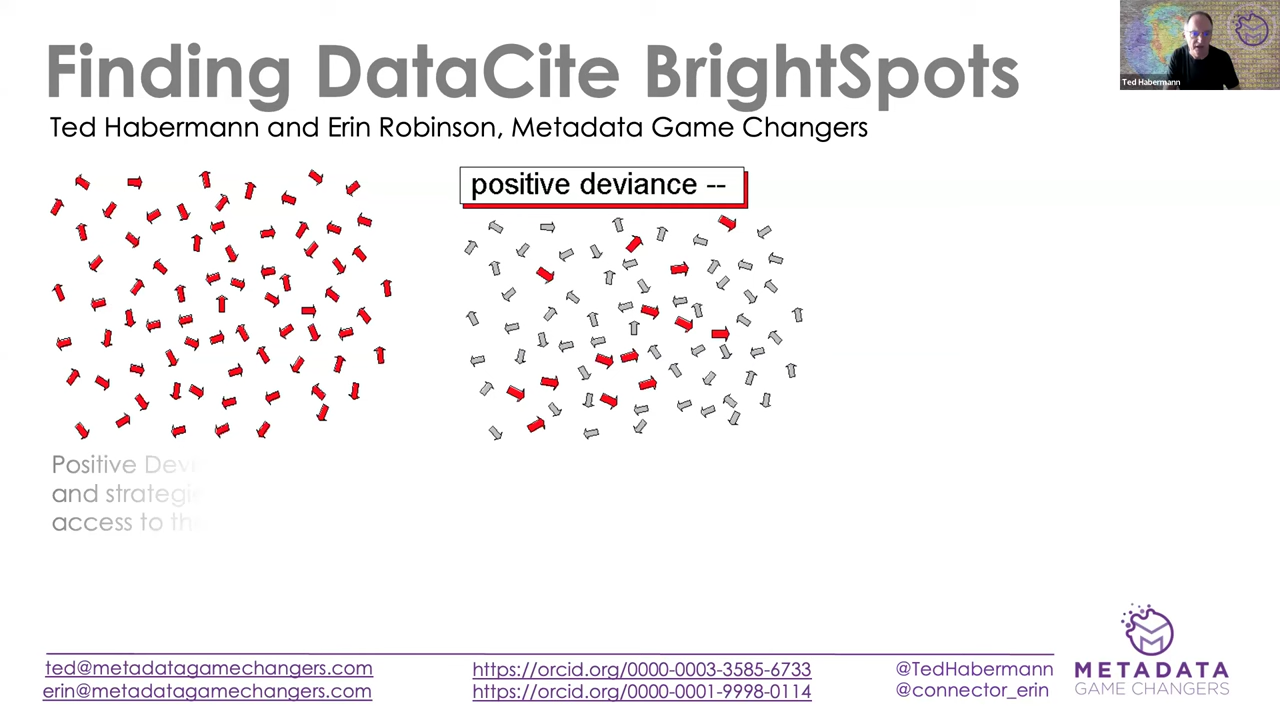 Finding DataCite BrightSpots
Ted Habermann and Erin Robinson, Metadata Game Changers
Ted Habermann
positive deviance --
Positive Dev
and strategie
access to th
ted@metadatagamechangers.com
erin@metadatagamechangers.com
https://orcid.org/0000-0003-3585-6733
https://orcid.org/0000-0001-9998-0114
@TedHabermann
@connector_erin
METADATA
GAME CHANGERS